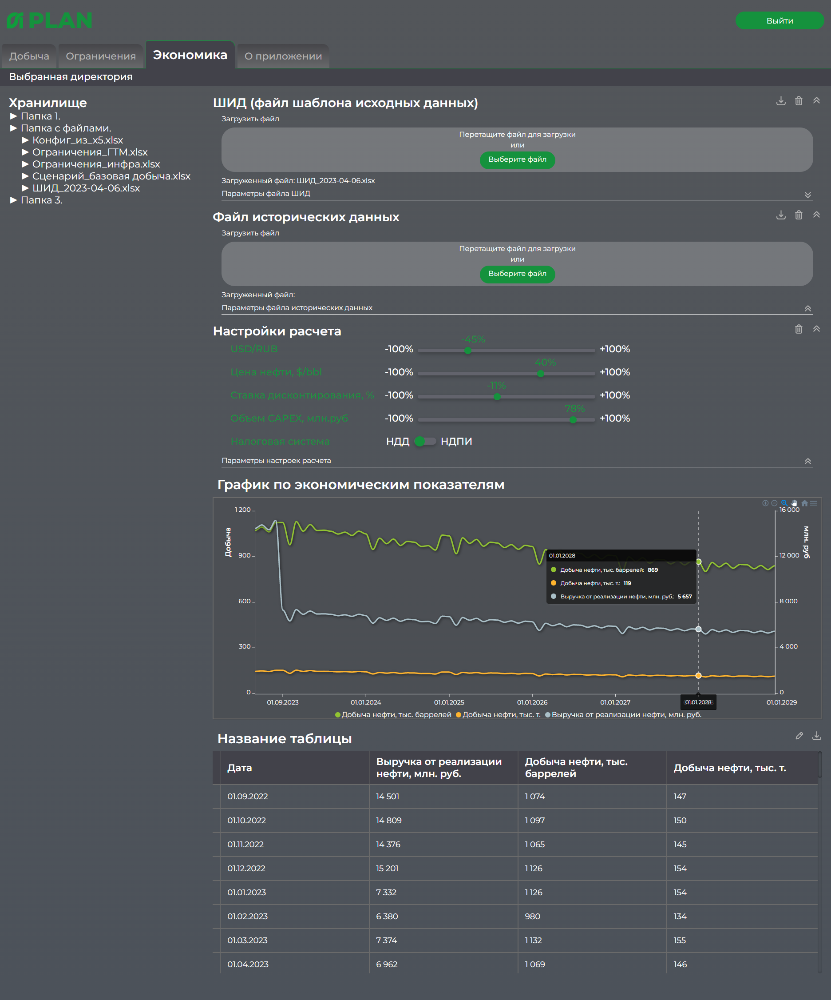 PLAN
Выйти
Добыча
Ограничения
Экономика
О приложении
Выбранная директория
Хранилище
Папка 1.
Папка с файлами.
Конфиг_из_x5.xlsx
Ограничения_ГТМ.xlsx
Ограничения_инфра.xlsx
Сценарий_базовая добыча.xlsx
ШИД_2023-04-06.xlsx
Папка 3.
ШИД (файл шаблона исходных данных)
Загрузить файл
Перетащите файл для загрузки
или
Выберите файл
Загруженный файл: ШИД_2023-04-06.xlsx
Параметры файла ШИД
Файл исторических данных
Загрузить файл
Перетащите файл для загрузки
или
Выберите файл
Загруженный файл:
Параметры файла исторических данных
Настройки расчета
-45%
USD/RUB -100% +100%
40%
Цена нефти, $/bbl -100% +100%
-11%
Ставка дисконтирования, % -100% +100%
78%
Объем CAPEX, млн.руб -100% +100%
Налоговая система НДД НДПИ
Параметры настроек расчета
График по экономическим показателям
1 200
900
600
300
0
Добыча
16 000
12 000
8 000
4 000
0
млн. руб
01.01.2028
Добыча нефти, тыс. баррелей: 869
Добыча нефти, тыс. т.: 119
Выручка от реализации нефти, млн. руб.: 5 657
01.09.2023 01.01.2024 01.01.2025 01.01.2026 01.01.2027 01.01.2028 01.01.2029
Добыча нефти, тыс. баррелей Добыча нефти, тыс. т. Выручка от реализации нефти, млн. руб.
Название таблицы
Дата
Выручка от реализации
нефти, млн. руб.
Добыча нефти, тыс.
баррелей
Добыча нефти, тыс. т.
01.09.2022 14 501 1 074 147
01.10.2022 14 809 1 097 150
01.11.2022 14 376 1 065 145
01.12.2022 15 201 1 126 154
01.01.2023 7 332 1 126 154
01.02.2023 6 380 980 134
01.03.2023 7 374 1 132 155
01.04.2023 6 962 1 069 146